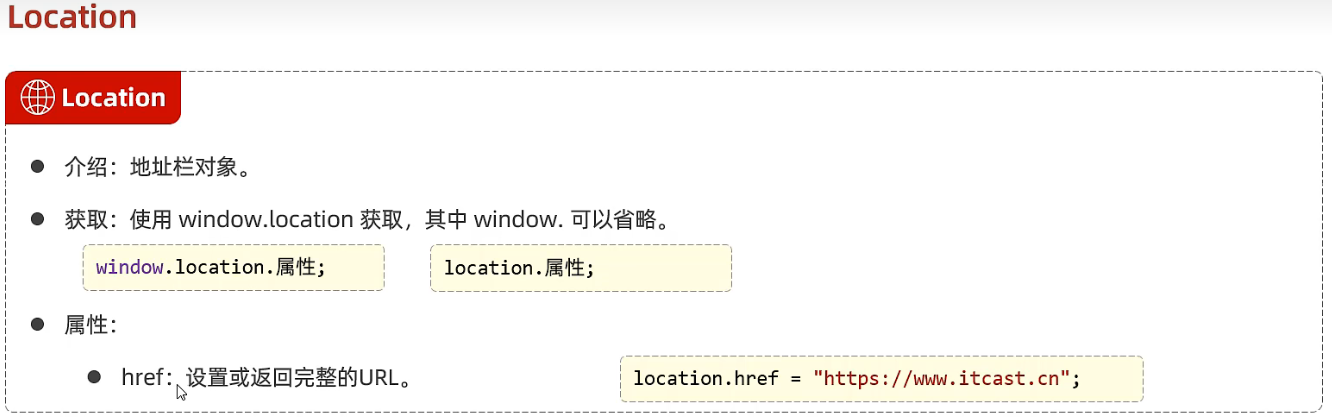 Location
Location
介绍：地址栏对象。
获取：使用 window.location 获取，其中 window. 可以省略。
window.location.属性;
location.属性;
属性：
href：设置或返回完整的URL。
location.href = "https://www.itcast.cn";